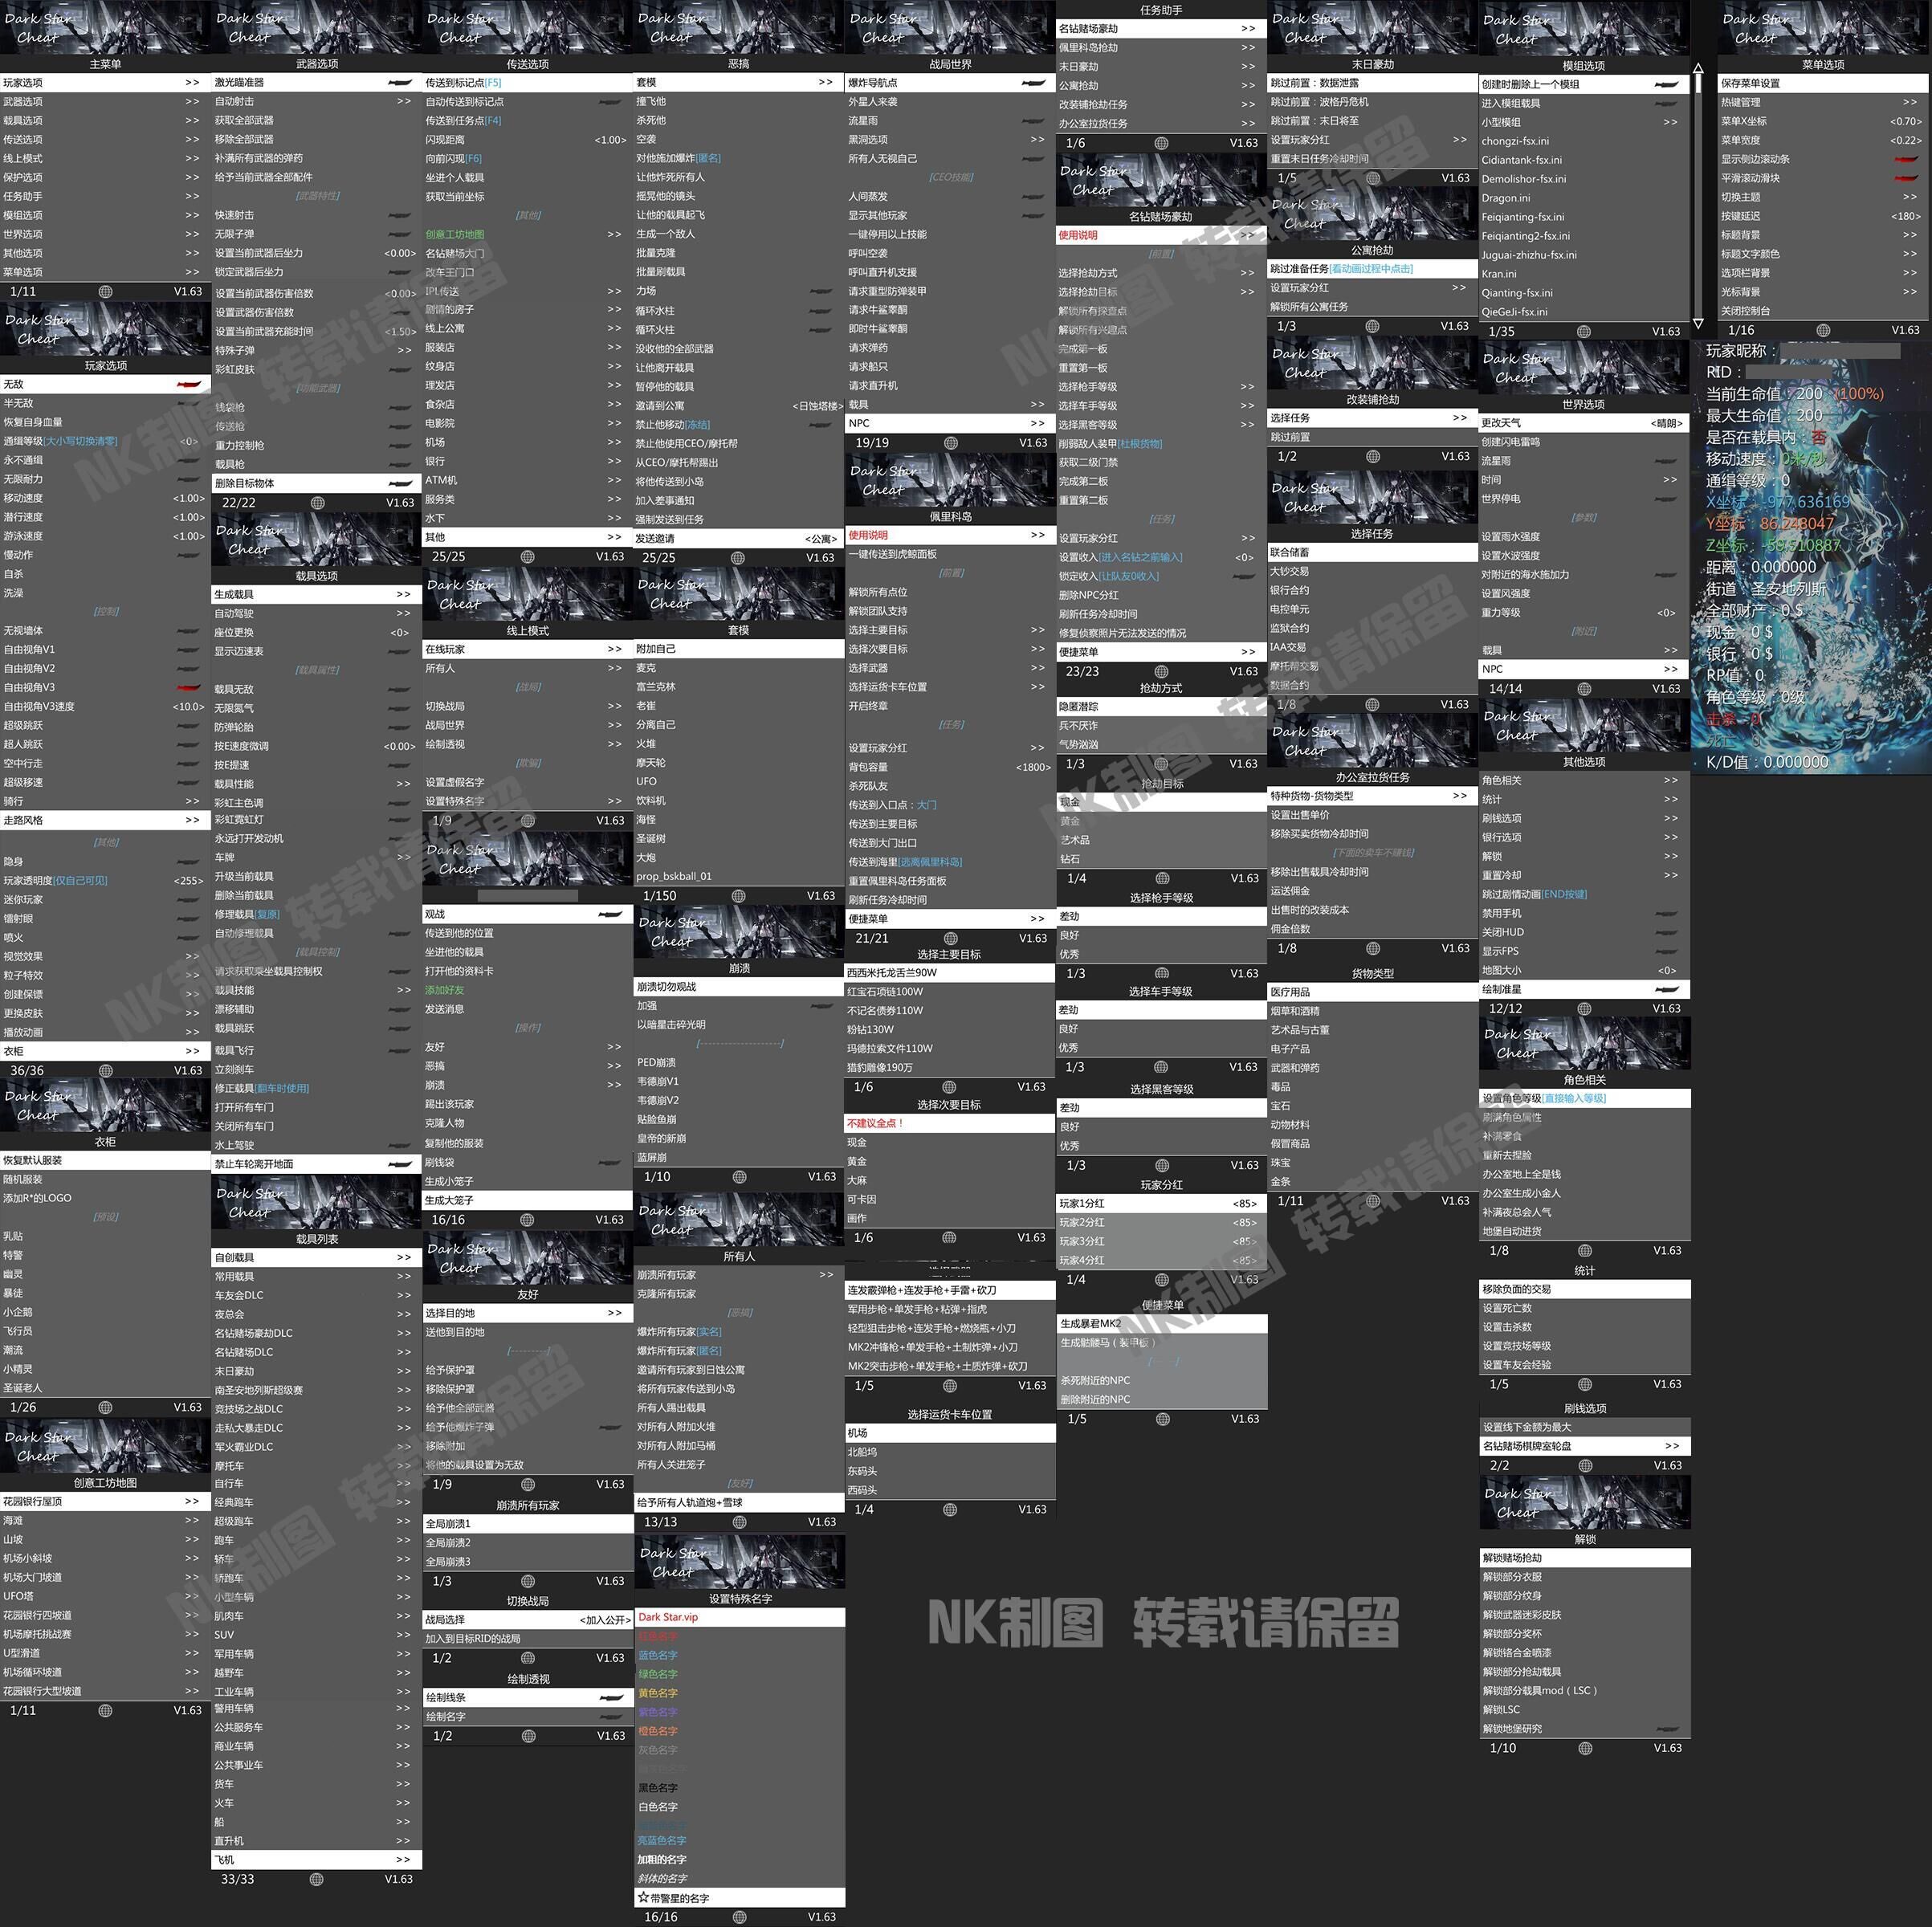 Dark Star
Cheat
主菜单
玩家选项 >>
武器选项 >>
载具选项 >>
传送选项 >>
线上模式 >>
保护选项 >>
任务助手 >>
模组选项 >>
世界选项 >>
其他选项 >>
菜单选项 >>
1/11 V1.63
Dark Star
Cheat
玩家选项
无敌
半无敌
恢复自身血量
通缉等级[大小写切换清零] <0>
永不通缉
无限耐力
移动速度 <1.00>
潜行速度 <1.00>
游泳速度 <1.00>
慢动作
自杀
洗澡
[控制]
无视墙体
自由视角V1
自由视角V2
自由视角V3
自由视角V3速度 <10.0>
超级跳跃
超人跳跃
空中行走
超级移速
骑行 >>
走路风格 >>
[其他]
隐身
玩家透明度[仅自己可见] <255>
迷你玩家
镭射眼
喷火
视觉效果 >>
粒子特效 >>
创建保镖 >>
更换皮肤 >>
播放动画 >>
衣柜 >>
36/36 V1.63
Dark Star
Cheat
衣柜
恢复默认服装
随机服装
添加R*的LOGO
[预设]
乳贴
特警
幽灵
暴徒
小企鹅
飞行员
潮流
小精灵
圣诞老人
1/26 V1.63
Dark Star
Cheat
创意工坊地图
花园银行屋顶 >>
海滩 >>
山坡 >>
机场小斜坡 >>
机场大门坡道 >>
UFO塔 >>
花园银行四坡道 >>
机场摩托挑战赛 >>
U型滑道 >>
机场循环坡道 >>
花园银行大型坡道 >>
1/11 V1.63
Dark Star
Cheat
武器选项
激光瞄准器
自动射击 >>
获取全部武器
移除全部武器
补满所有武器的弹药
给予当前武器全部配件
[武器特性]
快速射击
无限子弹
设置当前武器后坐力 <0.00>
锁定武器后坐力
设置当前武器伤害倍数 <0.00>
设置武器伤害倍数
设置当前武器充能时间 <1.50>
特殊子弹 >>
彩虹皮肤
[功能武器]
钱袋枪
传送枪
重力控制枪
载具枪
删除目标物体
22/22 V1.63
Dark Star
Cheat
载具选项
生成载具 >>
自动驾驶 >>
座位更换 <0>
显示迈速表
[载具属性]
载具无敌
无限氮气
防弹轮胎
按E速度微调 <0.00>
按E提速
载具性能 >>
彩虹主色调
彩虹霓虹灯
永远打开发动机
车牌 >>
升级当前载具
删除当前载具
修理载具[复原]
自动修理载具
[载具控制]
请求获取乘坐载具控制权
载具技能 >>
漂移辅助
载具跳跃
载具飞行
立刻刹车
修正载具[翻车时使用]
打开所有车门
关闭所有车门
水上驾驶
禁止车轮离开地面
Dark Star
Cheat
载具列表
自创载具 >>
常用载具 >>
车友会DLC >>
夜总会 >>
名钻赌场豪劫DLC >>
名钻赌场DLC >>
末日豪劫 >>
南圣安地列斯超级赛 >>
竞技场之战DLC >>
走私大暴走DLC >>
军火霸业DLC >>
摩托车 >>
自行车 >>
经典跑车 >>
超级跑车 >>
跑车 >>
轿车 >>
轿跑车 >>
小型车辆 >>
肌肉车 >>
SUV >>
军用车辆 >>
越野车 >>
工业车辆 >>
警用车辆 >>
公共服务车 >>
商业车辆 >>
公共事业车 >>
货车 >>
火车 >>
船 >>
直升机 >>
飞机 >>
33/33 V1.63
Dark Star
Cheat
传送选项
传送到标记点[F5]
自动传送到标记点
传送到任务点[F4]
闪现距离 <1.00>
向前闪现[F6]
坐进个人载具
获取当前坐标
[其他]
创意工坊地图 >>
名钻赌场大门
改车王门口
IPL传送 >>
剧情的房子 >>
线上公寓 >>
服装店 >>
纹身店 >>
理发店 >>
食杂店 >>
电影院 >>
机场 >>
银行 >>
ATM机 >>
服务类 >>
水下 >>
其他 >>
25/25 V1.63
Dark Star
Cheat
线上模式
在线玩家 >>
所有人 >>
[战局]
切换战局 >>
战局世界 >>
绘制透视 >>
[欺骗]
设置虚假名字
设置特殊名字 >>
1/9 V1.63
Dark Star
Cheat
观战
传送到他的位置
坐进他的载具
打开他的资料卡
添加好友
发送消息
[操作]
友好 >>
恶搞 >>
崩溃 >>
踢出该玩家
克隆人物
复制他的服装
刷钱袋
生成小笼子
生成大笼子
16/16 V1.63
Dark Star
Cheat
友好
选择目的地 >>
送他到目的地
[---------]
给予保护罩
移除保护罩
给予他全部武器
给予他爆炸子弹
移除附加
将他的载具设置为无敌
1/9 V1.63
崩溃所有玩家
全局崩溃1
全局崩溃2
全局崩溃3
1/3 V1.63
切换战局
战局选择 <加入公开>
加入到目标RID的战局
1/2 V1.63
绘制透视
绘制线条
绘制名字
1/2 V1.63
Dark Star
Cheat
恶搞
套模 >>
撞飞他
杀死他
空袭
对他施加爆炸[匿名]
让他炸死所有人
摇晃他的镜头
让他的载具起飞
生成一个敌人
批量克隆
批量刷载具
力场
循环水柱
循环火柱
没收他的全部武器
让他离开载具
暂停他的载具
邀请到公寓 <日蚀塔楼>
禁止他移动[冻结]
禁止他使用CEO/摩托帮
从CEO/摩托帮踢出
将他传送到小岛
加入差事通知
强制发送到任务
发送邀请 <公寓>
25/25 V1.63
Dark Star
Cheat
套模
附加自己
麦克
富兰克林
老崔
分离自己
火堆
摩天轮
UFO
饮料机
海怪
圣诞树
大炮
prop_bskball_01
1/150 V1.63
Dark Star
Cheat
崩溃
崩溃切勿观战
加强
以暗星击碎光明
[--------------------]
PED崩溃
韦德崩V1
韦德崩V2
贴脸鱼崩
皇帝的新崩
蓝屏崩
1/10 V1.63
Dark Star
Cheat
所有人
崩溃所有玩家 >>
克隆所有玩家
[恶搞]
爆炸所有玩家[实名]
爆炸所有玩家[匿名]
邀请所有玩家到日蚀公寓
将所有玩家传送到小岛
所有人踢出载具
对所有人附加火堆
对所有人附加马桶
所有人关进笼子
[友好]
给予所有人轨道炮+雪球
13/13 V1.63
Dark Star
Cheat
设置特殊名字
Dark Star.vip
红色名字
蓝色名字
绿色名字
黄色名字
紫色名字
橙色名字
灰色名字
黑色名字
白色名字
亮蓝色名字
加粗的名字
斜体的名字
☆带警星的名字
16/16 V1.63
Dark Star
Cheat
战局世界
爆炸导航点
外星人来袭
流星雨
黑洞选项 >>
所有人无视自己
[CEO技能]
人间蒸发
显示其他玩家
一键停用以上技能
呼叫空袭
呼叫直升机支援
请求重型防弹装甲
请求牛鲨睾酮
即时牛鲨睾酮
请求弹药
请求船只
请求直升机
载具 >>
NPC >>
19/19 V1.63
Dark Star
Cheat
佩里科岛
使用说明 >>
一键传送到虎鲸面板
[前置]
解锁所有点位
解锁团队支持
选择主要目标 >>
选择次要目标 >>
选择武器 >>
选择运货卡车位置 >>
开启终章
[任务]
设置玩家分红 >>
背包容量 <1800>
杀死队友
传送到入口点：大门
传送到主要目标
传送到大门出口
传送到海里[逃离佩里科岛]
重置佩里科岛任务面板
刷新任务冷却时间
便捷菜单 >>
21/21 V1.63
选择主要目标
西西米托龙舌兰90W
红宝石项链100W
不记名债券110W
粉钻130W
玛德拉索文件110W
猎豹雕像190万
1/6 V1.63
选择次要目标
不建议全点！
现金
黄金
大麻
可卡因
画作
1/6 V1.63
连发霰弹枪+连发手枪+手雷+砍刀
军用步枪+单发手枪+粘弹+指虎
轻型狙击步枪+连发手枪+燃烧瓶+小刀
MK2冲锋枪+单发手枪+土制炸弹+小刀
MK2突击步枪+单发手枪+土质炸弹+砍刀
1/5 V1.63
选择运货卡车位置
机场
北船坞
东码头
西码头
1/4 V1.63
任务助手
名钻赌场豪劫 >>
佩里科岛抢劫 >>
末日豪劫 >>
公寓抢劫 >>
改装铺抢劫任务 >>
办公室拉货任务 >>
1/6 V1.63
Dark Star
Cheat
名钻赌场豪劫
使用说明 >>
[前置]
选择抢劫方式 >>
选择抢劫目标 >>
解锁所有探查点
解锁所有兴趣点
完成第一板
重置第一板
选择枪手等级 >>
选择车手等级 >>
选择黑客等级 >>
削弱敌人装甲[杜根货物]
获取二级门禁
完成第二板
重置第二板
[任务]
设置玩家分红 >>
设置收入[进入名钻之前输入] <0>
锁定收入[让队友0收入]
删除NPC分红
刷新任务冷却时间
修复侦察照片无法发送的情况
便捷菜单 >>
23/23 V1.63
抢劫方式
隐匿潜踪
兵不厌诈
气势汹汹
1/3 V1.63
抢劫目标
现金
黄金
艺术品
钻石
1/4 V1.63
选择枪手等级
差劲
良好
优秀
1/3 V1.63
选择车手等级
差劲
良好
优秀
1/3 V1.63
选择黑客等级
差劲
良好
优秀
1/3 V1.63
玩家分红
玩家1分红 <85>
玩家2分红 <85>
玩家3分红 <85>
玩家4分红 <85>
1/4 V1.63
便捷菜单
生成暴君MK2
生成骷髅马（装甲板）
杀死附近的NPC
删除附近的NPC
1/5 V1.63
Dark Star
Cheat
末日豪劫
跳过前置：数据泄露
跳过前置：波格丹危机
跳过前置：末日将至
设置玩家分红 >>
重置末日任务冷却时间
1/5 V1.63
Dark Star
Cheat
公寓抢劫
跳过准备任务[看动画过程中点击]
设置玩家分红 >>
解锁所有公寓任务
1/3 V1.63
Dark Star
Cheat
改装铺抢劫
选择任务 >>
跳过前置
1/2 V1.63
Dark Star
Cheat
选择任务
联合储蓄
大钞交易
银行合约
电控单元
监狱合约
IAA交易
摩托帮交易
数据合约
1/8 V1.63
Dark Star
Cheat
办公室拉货任务
特种货物-货物类型 >>
设置出售单价
移除买卖货物冷却时间
[下面的卖车不赚钱]
移除出售载具冷却时间
运送佣金
出售时的改装成本
佣金倍数
1/8 V1.63
货物类型
医疗用品
烟草和酒精
艺术品与古董
电子产品
武器和弹药
毒品
宝石
动物材料
假冒商品
珠宝
金条
1/11 V1.63
Dark Star
Cheat
模组选项
创建时删除上一个模组
进入模组载具
小型模组 >>
chongzi-fsx.ini
Cidiantank-fsx.ini
Demolishor-fsx.ini
Dragon.ini
Feiqianting-fsx.ini
Feiqianting2-fsx.ini
Juguai-zhizhu-fsx.ini
Kran.ini
Qianting-fsx.ini
QieGeJi-fsx.ini
1/35 V1.63
Dark Star
Cheat
世界选项
更改天气 <晴朗>
创建闪电雷鸣
流星雨
时间 >>
世界停电
[参数]
设置雨水强度
设置水波强度
对附近的海水施加力
设置风强度
重力等级 <0>
[附近]
载具 >>
NPC >>
14/14 V1.63
Dark Star
Cheat
其他选项
角色相关 >>
统计 >>
刷钱选项 >>
银行选项 >>
解锁 >>
重置冷却 >>
跳过剧情动画[END按键]
禁用手机
关闭HUD
显示FPS
地图大小 <0>
绘制准星
12/12 V1.63
Dark Star
Cheat
角色相关
设置角色等级[直接输入等级]
刷满角色属性
补满零食
重新去捏脸
办公室地上全是钱
办公室生成小金人
补满夜总会人气
地堡自动进货
1/8 V1.63
统计
移除负面的交易
设置死亡数
设置击杀数
设置竞技场等级
设置车友会经验
1/5 V1.63
刷钱选项
设置线下金额为最大
名钻赌场棋牌室轮盘 >>
2/2 V1.63
Dark Star
Cheat
解锁
解锁赌场抢劫
解锁部分衣服
解锁部分纹身
解锁武器迷彩皮肤
解锁部分奖杯
解锁铬合金喷漆
解锁部分抢劫载具
解锁部分载具mod（LSC）
解锁LSC
解锁地堡研究
1/10 V1.63
Dark Star
Cheat
菜单选项
保存菜单设置
热键管理 >>
菜单X坐标 <0.70>
菜单宽度 <0.22>
显示侧边滚动条
平滑滚动滑块
切换主题 >>
按键延迟 <180>
标题背景 >>
标题文字颜色 >>
选项栏背景 >>
光标背景 >>
关闭控制台
1/16 V1.63
玩家昵称：
RID：
当前生命值：200 (100%)
最大生命值：200
是否在载具内：否
移动速度：0米/秒
通缉等级：0
X坐标：-977.636169
Y坐标：86.248047
Z坐标：-59.510887
距离：0.000000
街道：圣安地列斯
全部财产：0 $
现金：0 $
银行：0 $
RP值：0
角色等级：0级
击杀：0
死亡：0
K/D值：0.000000
NK制图 转载请保留